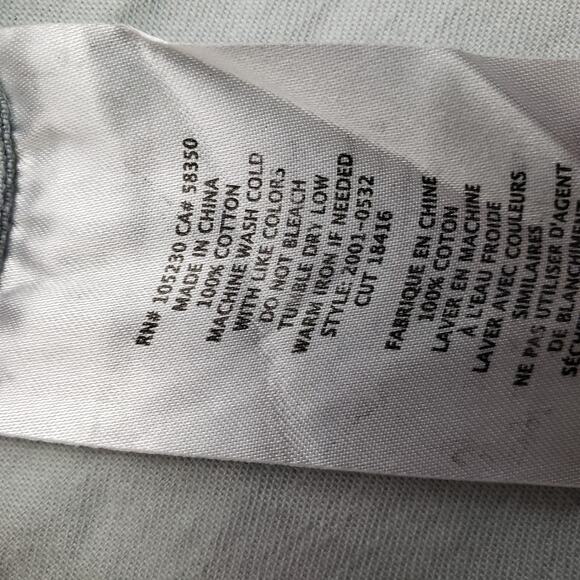 RN# 105230 CA# 58350
MADE IN CHINA
100% COTTON
MACHINE WASH COLD
WITH LIKE COLORS
DO NOT BLEACH
TUMBLE DRY LOW
WARM IRON IF NEEDED
STYLE: 2001-0532
CUT 18416
FABRIQUE EN CHINE
100% COTON
LAVER EN MACHINE
À L'EAU FROIDE
LAVER AVEC COULEURS
SIMILAIRES
NE PAS UTILISER D'AGENT
DE BLANCHIMENT